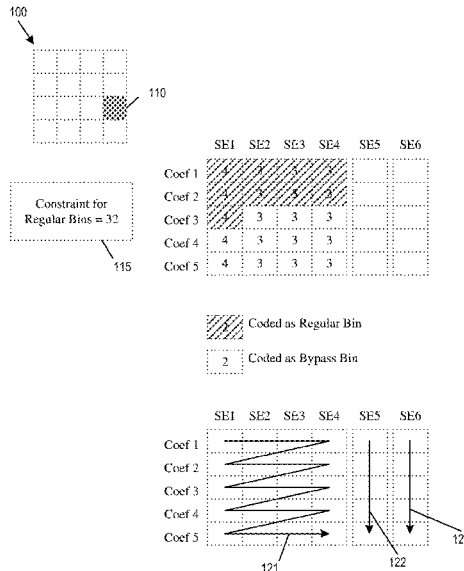 100
110
Constraint for
Regular Bins = 32
115
SE1 SE2 SE3 SE4 SE5 SE6
Coef 1
Coef 2
Coef 3 4 3 3 3
Coef 4 4 3 3 3
Coef 5 4 3 3 3
Coded as Regular Bin
2 Coded as Bypass Bin
SE1 SE2 SE3 SE4 SE5 SE6
Coef 1
Coef 2
Coef 3
Coef 4
Coef 5
121
122
12